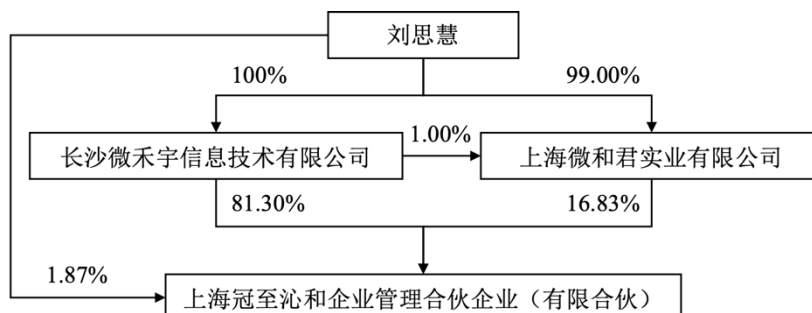 刘思慧
100%
99.00%
长沙微禾宇信息技术有限公司
1.00%
上海微和君实业有限公司
81.30%
16.83%
1.87%
上海冠至沁和企业管理合伙企业（有限合伙）